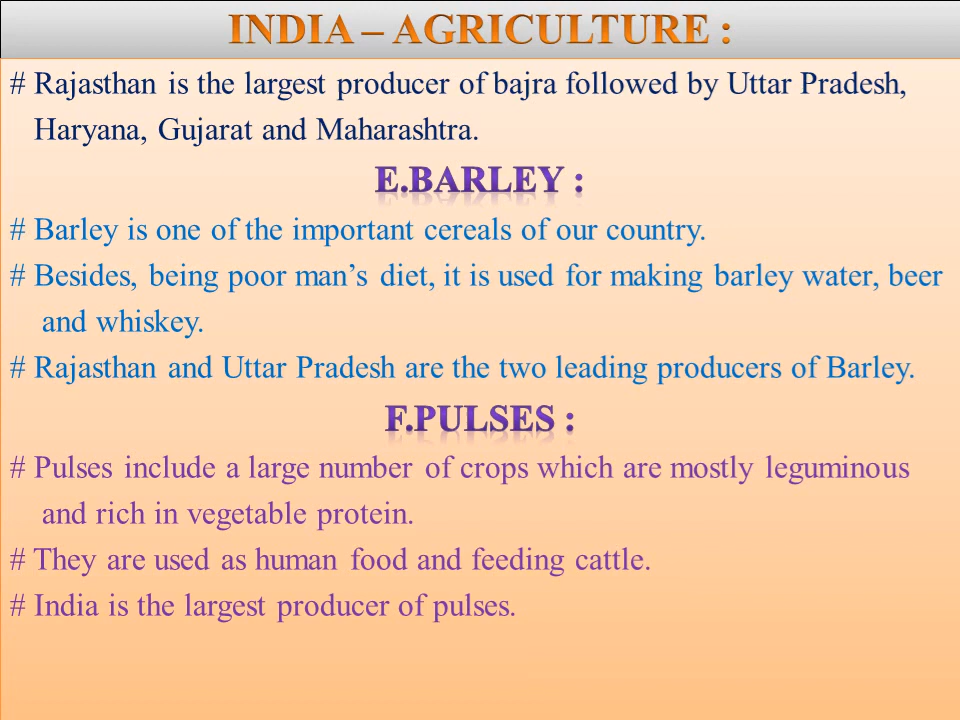 INDIA – AGRICULTURE :
# Rajasthan is the largest producer of bajra followed by Uttar Pradesh,
Haryana, Gujarat and Maharashtra.
E.BARLEY :
# Barley is one of the important cereals of our country.
# Besides, being poor man’s diet, it is used for making barley water, beer
and whiskey.
# Rajasthan and Uttar Pradesh are the two leading producers of Barley.
F.PULSES :
# Pulses include a large number of crops which are mostly leguminous
and rich in vegetable protein.
# They are used as human food and feeding cattle.
# India is the largest producer of pulses.